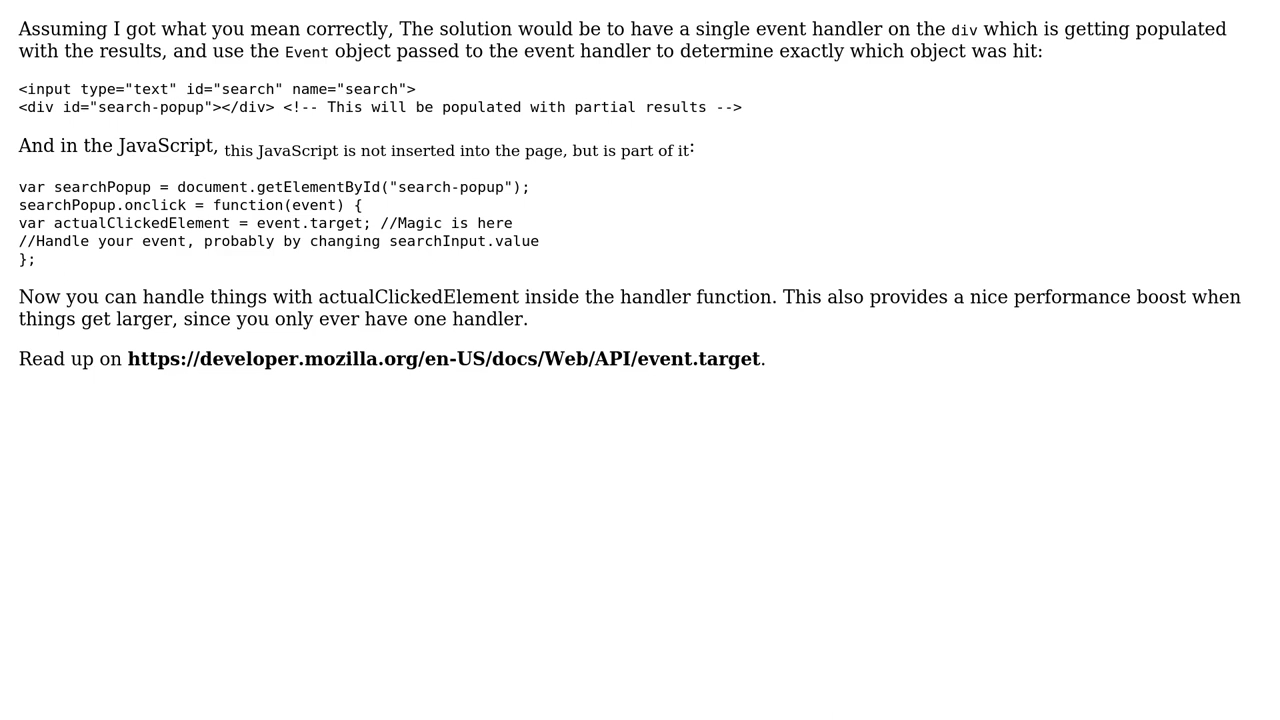 Assuming I got what you mean correctly, The solution would be to have a single event handler on the div which is getting populated
with the results, and use the Event object passed to the event handler to determine exactly which object was hit:
<input type="text" id="search" name="search">
<div id="search-popup"></div> <!-- This will be populated with partial results -->
And in the JavaScript, this JavaScript is not inserted into the page, but is part of it:
var searchPopup = document.getElementById("search-popup");
searchPopup.onclick = function(event) {
var actualClickedElement = event.target; //Magic is here
//Handle your event, probably by changing searchInput.value
};
Now you can handle things with actualClickedElement inside the handler function. This also provides a nice performance boost when
things get larger, since you only ever have one handler.
Read up on https://developer.mozilla.org/en-US/docs/Web/API/event.target.